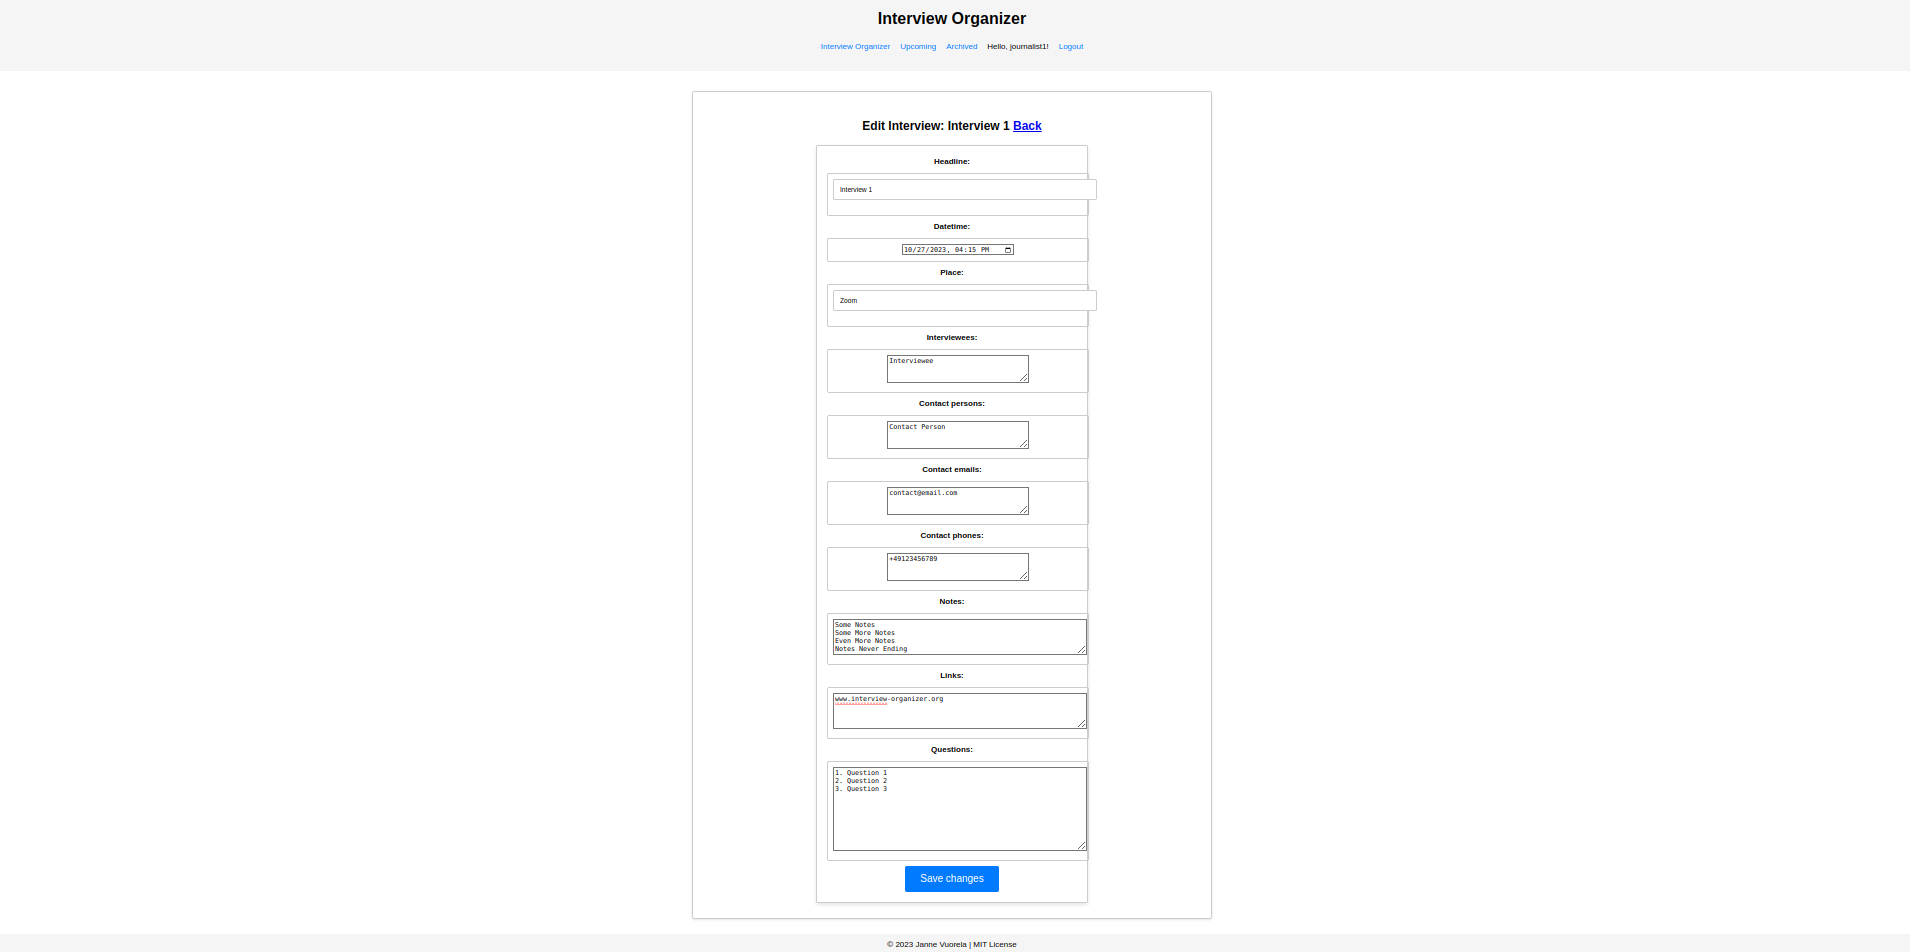 Interview Organizer
Interview Organizer Upcoming Archived Hello, journalist1! Logout
Edit Interview: Interview 1 Back
Headline:
Interview 1
Datetime:
10/27/2023, 04:15 PM
Place:
Zoom
Interviewees:
Interviewee
Contact persons:
Contact Person
Contact emails:
contact@email.com
Contact phones:
+49123456789
Notes:
Some Notes
Some More Notes
Even More Notes
Notes Never Ending
Links:
www.interview-organizer.org
Questions:
1. Question 1
2. Question 2
3. Question 3
Save changes
© 2023 Janne Vuorela | MIT License